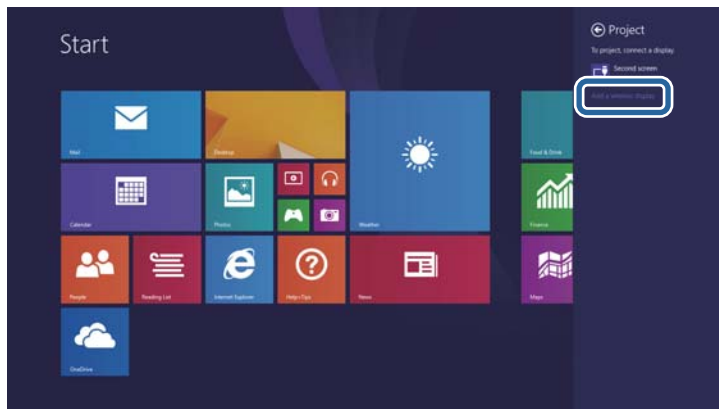 Start
Project
To project, connect a display
Second screen
Add a wireless display
Mail
Desktop
Weather
Food & Drink
Calendar
Photos
Finance
People
Reading List
Internet Explorer
Help+Tips
News
Maps
OneDrive